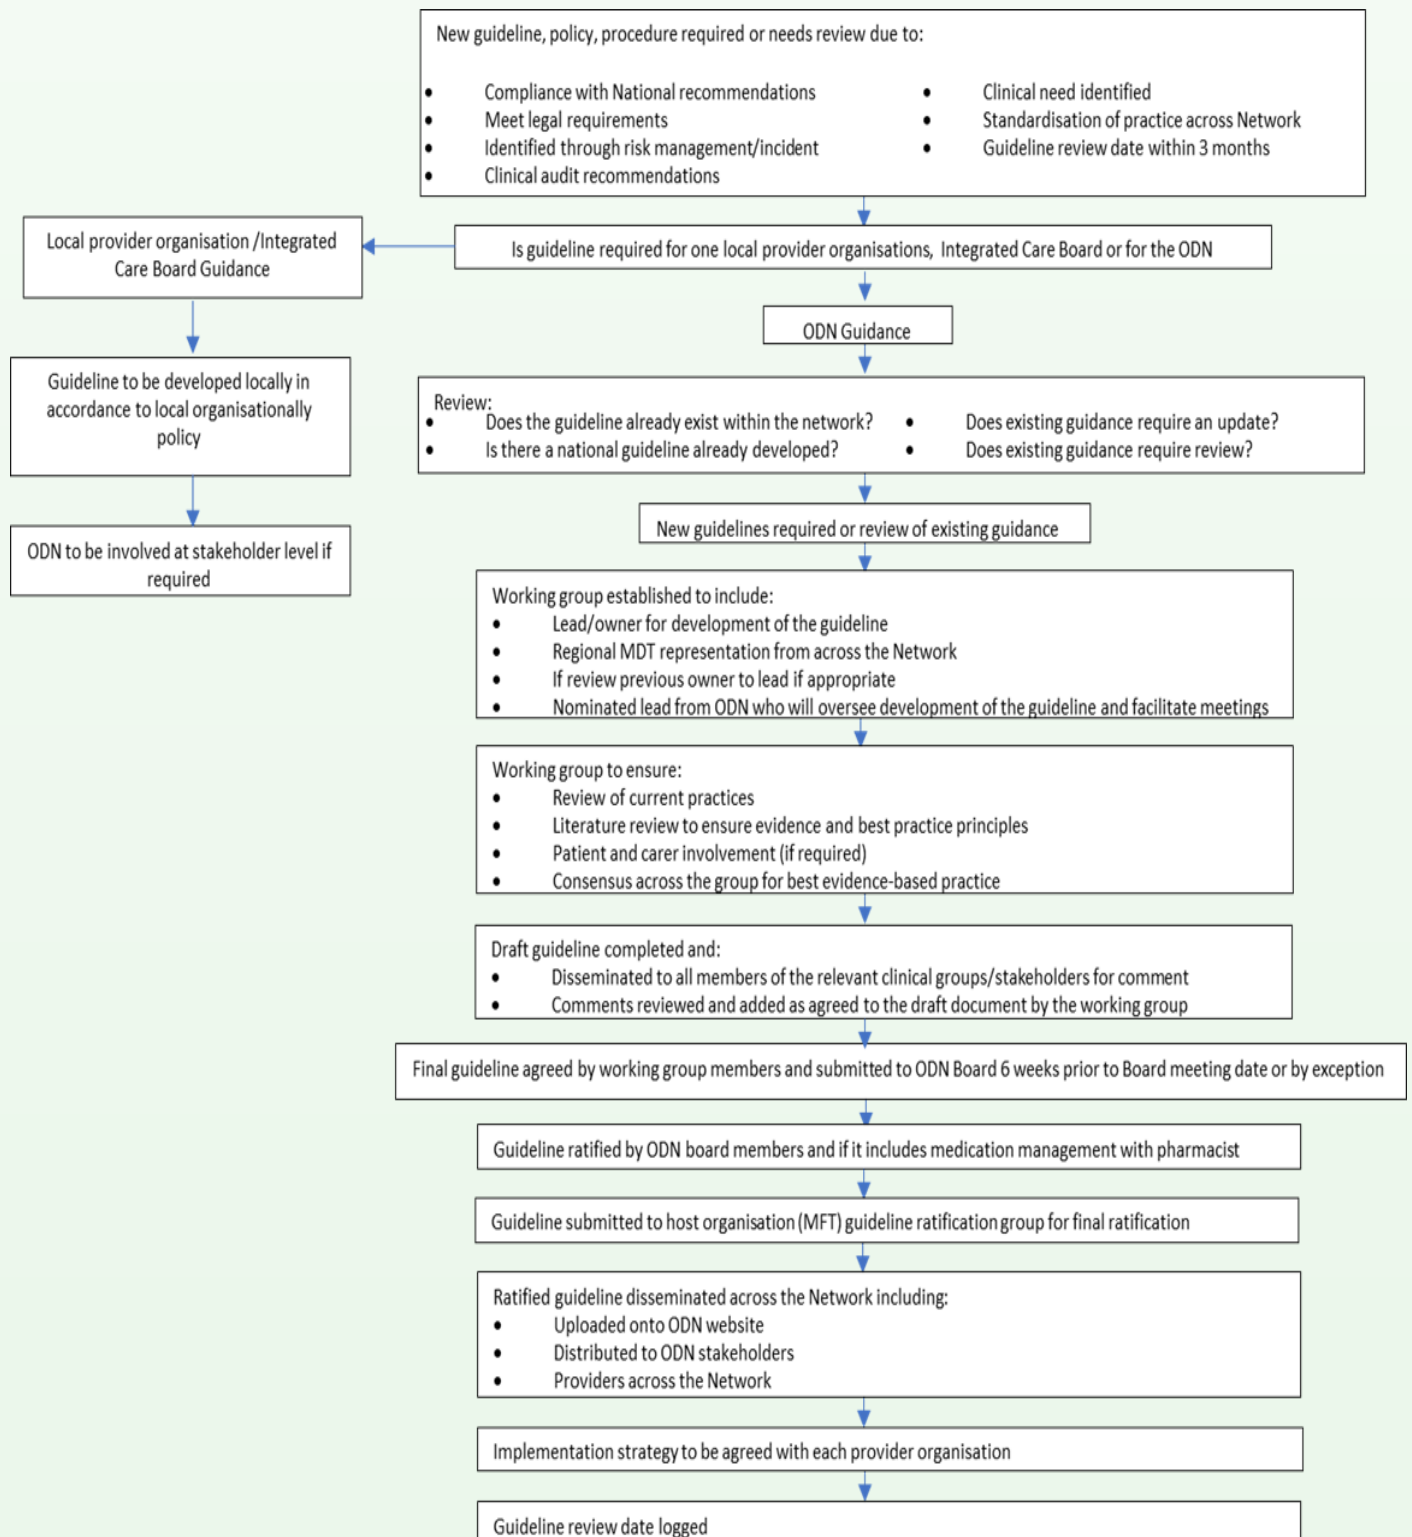 New guideline, policy, procedure required or needs review due to:
• Compliance with National recommendations
• Meet legal requirements
• Identified through risk management/incident
• Clinical audit recommendations
• Clinical need identified
• Standardisation of practice across Network
• Guideline review date within 3 months
Is guideline required for one local provider organisations, Integrated Care Board or for the ODN
Local provider organisation /Integrated
Care Board Guidance
Guideline to be developed locally in
accordance to local organisationally
policy
ODN to be involved at stakeholder level if
required
ODN Guidance
Review:
• Does the guideline already exist within the network?
• Is there a national guideline already developed?
• Does existing guidance require an update?
• Does existing guidance require review?
New guidelines required or review of existing guidance
Working group established to include:
• Lead/owner for development of the guideline
• Regional MDT representation from across the Network
• If review previous owner to lead if appropriate
• Nominated lead from ODN who will oversee development of the guideline and facilitate meetings
Working group to ensure:
• Review of current practices
• Literature review to ensure evidence and best practice principles
• Patient and carer involvement (if required)
• Consensus across the group for best evidence-based practice
Draft guideline completed and:
• Disseminated to all members of the relevant clinical groups/stakeholders for comment
• Comments reviewed and added as agreed to the draft document by the working group
Final guideline agreed by working group members and submitted to ODN Board 6 weeks prior to Board meeting date or by exception
Guideline ratified by ODN board members and if it includes medication management with pharmacist
Guideline submitted to host organisation (MFT) guideline ratification group for final ratification
Ratified guideline disseminated across the Network including:
• Uploaded onto ODN website
• Distributed to ODN stakeholders
• Providers across the Network
Implementation strategy to be agreed with each provider organisation
Guideline review date logged